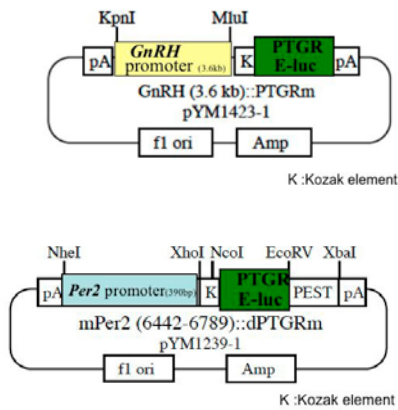 KpnI MluI
pA GnRH promoter (3.6kb) K PTGR E-luc pA
GnRH (3.6 kb)::PTGRm
pYM1423-1
f1 ori Amp
K :Kozak element
NheI XhoI NcoI EcoRV XbaI
pA Per2 promoter(390bp) K PTGR E-luc PEST pA
mPer2 (6442-6789)::dPTGRm
pYM1239-1
f1 ori Amp
K :Kozak element